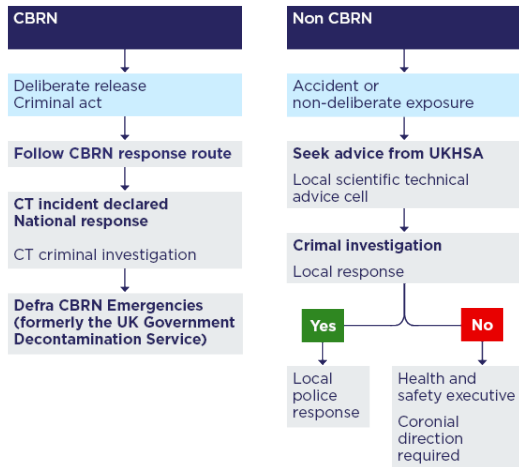 CBRN
Deliberate release
Criminal act
Follow CBRN response route
CT incident declared
National response
CT criminal investigation
Defra CBRN Emergencies
(formerly the UK Government
Decontamination Service)
Non CBRN
Accident or
non-deliberate exposure
Seek advice from UKHSA
Local scientific technical
advice cell
Crimal investigation
Local response
Yes
No
Local
police
response
Health and
safety executive
Coronial
direction
required